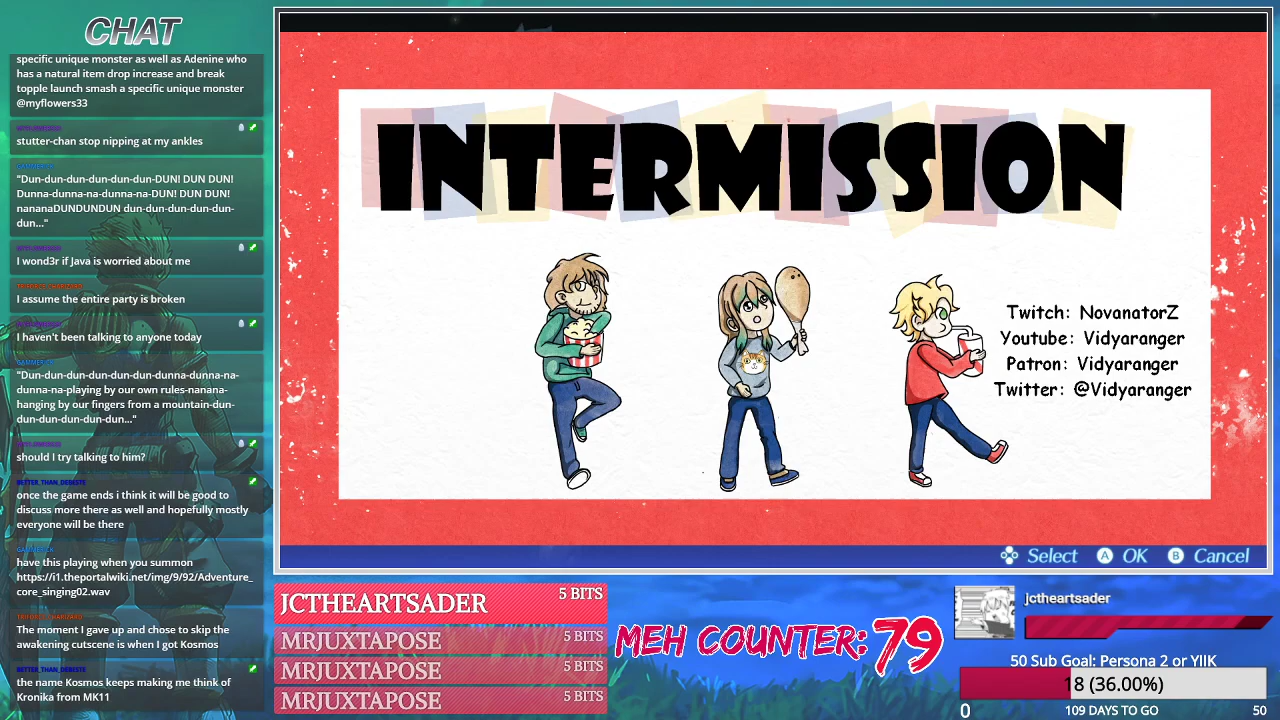 CHAT
specific unique monster as well as Adenine who
has a natural item drop increase and break
topple launch smash a specific unique monster
@myflowers33
stutter-chan stop nipping at my ankles
GAMMERICK
"Dun-dun-dun-dun-dun-dun-DUN! DUN DUN!
Dunna-dunna-na-dunna-na-DUN! DUN DUN!
nananaDUNDUNDUN dun-dun-dun-dun-dun-
dun..."
I wond3r if Java is worried about me
I assume the entire party is broken
I haven't been talking to anyone today
GAMMERICK
"Dun-dun-dun-dun-dun-dunna-dunna-na-
dunna-na-playing by our own rules-nanana-
hanging by our fingers from a mountain-dun-
dun-dun-dun-dun-dun..."
should I try talking to him?
BETTER_THAN_DEBESTE
once the game ends i think it will be good to
discuss more there as well and hopefully mostly
everyone will be there
GAMMERICK
have this playing when you summon
https://i1.theportalwiki.net/img/9/92/Adventure_
core_singing02.wav
The moment I gave up and chose to skip the
awakening cutscene is when I got Kosmos
BETTER_THAN_DEBESTE
the name Kosmos keeps making me think of
Kronika from MK11
INTERMISSION
Twitch: NovanatorZ
Youtube: Vidyaranger
Patron: Vidyaranger
Twitter: @Vidyaranger
Select A OK B Cancel
JCTHEARTSADER 5 BITS
MRJUXTAPOSE 5 BITS
MRJUXTAPOSE 5 BITS
MRJUXTAPOSE 5 BITS
MEH COUNTER: 79
jctheartsader
50 Sub Goal: Persona 2 or YIIK
18 (36.00%)
0 109 DAYS TO GO 50